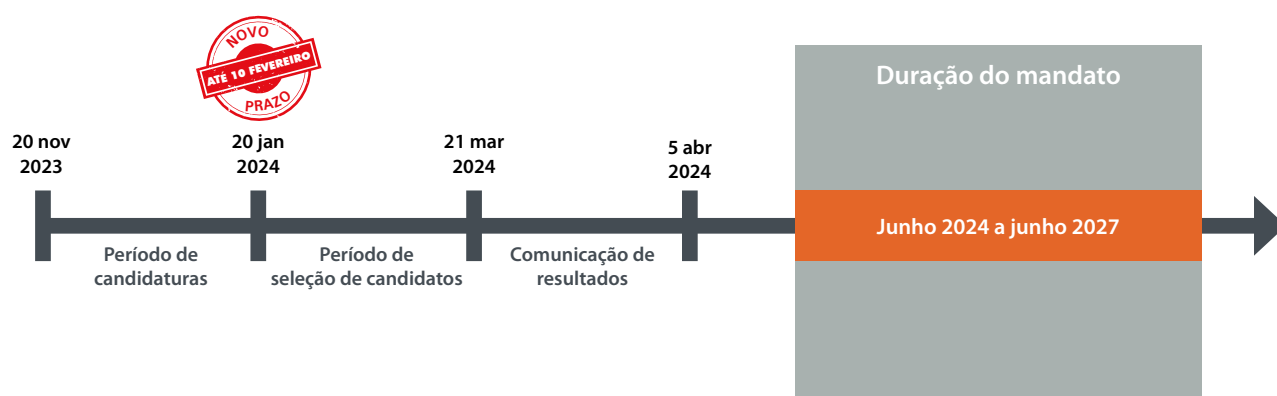 NOVO
ATÉ 10 FEVEREIRO
PRAZO
Duração do mandato
20 nov
2023
20 jan
2024
21 mar
2024
5 abr
2024
Junho 2024 a junho 2027
Período de
candidaturas
Período de
seleção de candidatos
Comunicação de
resultados